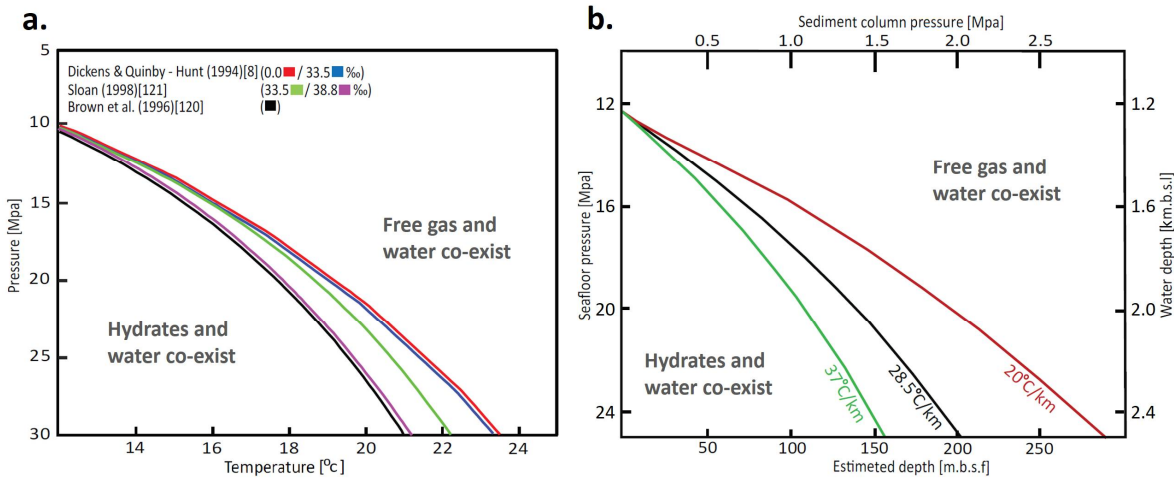 a.
5
10
15
20
25
30
Pressure [Mpa]
Dickens & Quinby - Hunt (1994)[8] (0.0 / 33.5 ‰)
Sloan (1998)[121] (33.5 / 38.8 ‰)
Brown et al. (1996)[120] ( )
Free gas and
water co-exist
Hydrates and
water co-exist
14
16
18
20
22
24
Temperature [⁰c]
b.
Sediment column pressure [Mpa]
0.5
1.0
1.5
2.0
2.5
12
16
20
24
Seafloor pressure [Mpa]
Free gas and
water co-exist
Hydrates and
water co-exist
37°C/km
28.5°C/km
20°C/km
1.2
1.6
2.0
2.4
Water depth [km.b.s.l]
50
100
150
200
250
Estimeted depth [m.b.s.f]